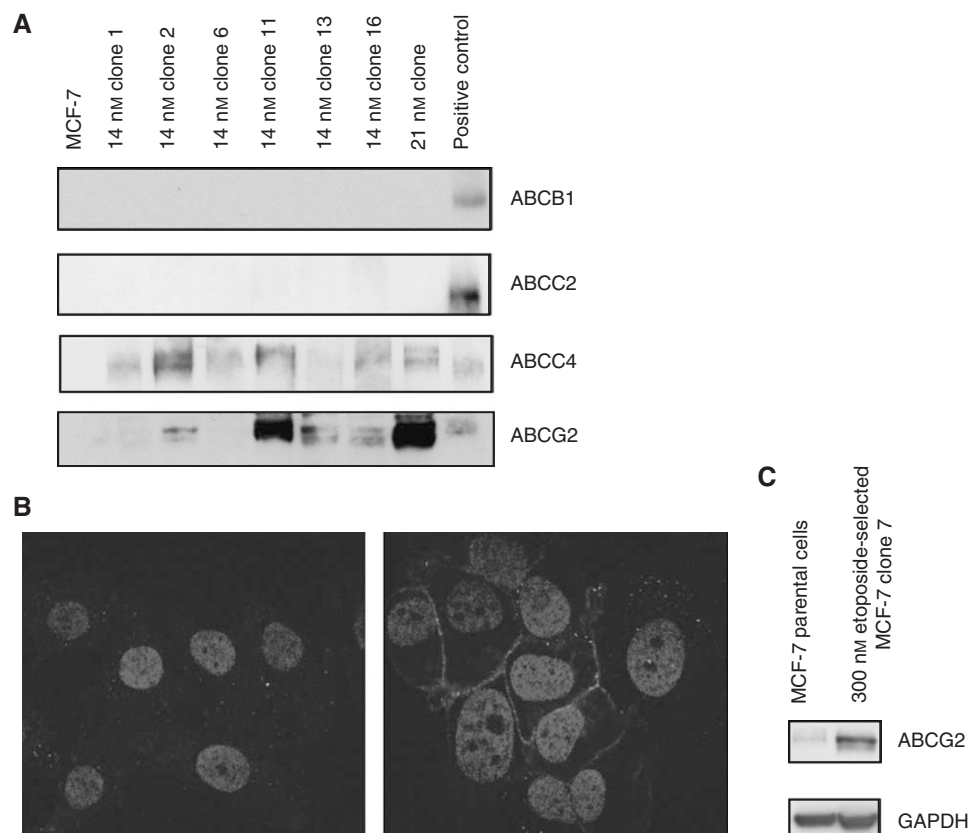 A
MCF-7
14 nM clone 1
14 nM clone 2
14 nM clone 6
14 nM clone 11
14 nM clone 13
14 nM clone 16
21 nM clone
Positive control
ABCB1
ABCC2
ABCC4
ABCG2
B
C
MCF-7 parental cells
300 nM etoposide-selected
MCF-7 clone 7
ABCG2
GAPDH